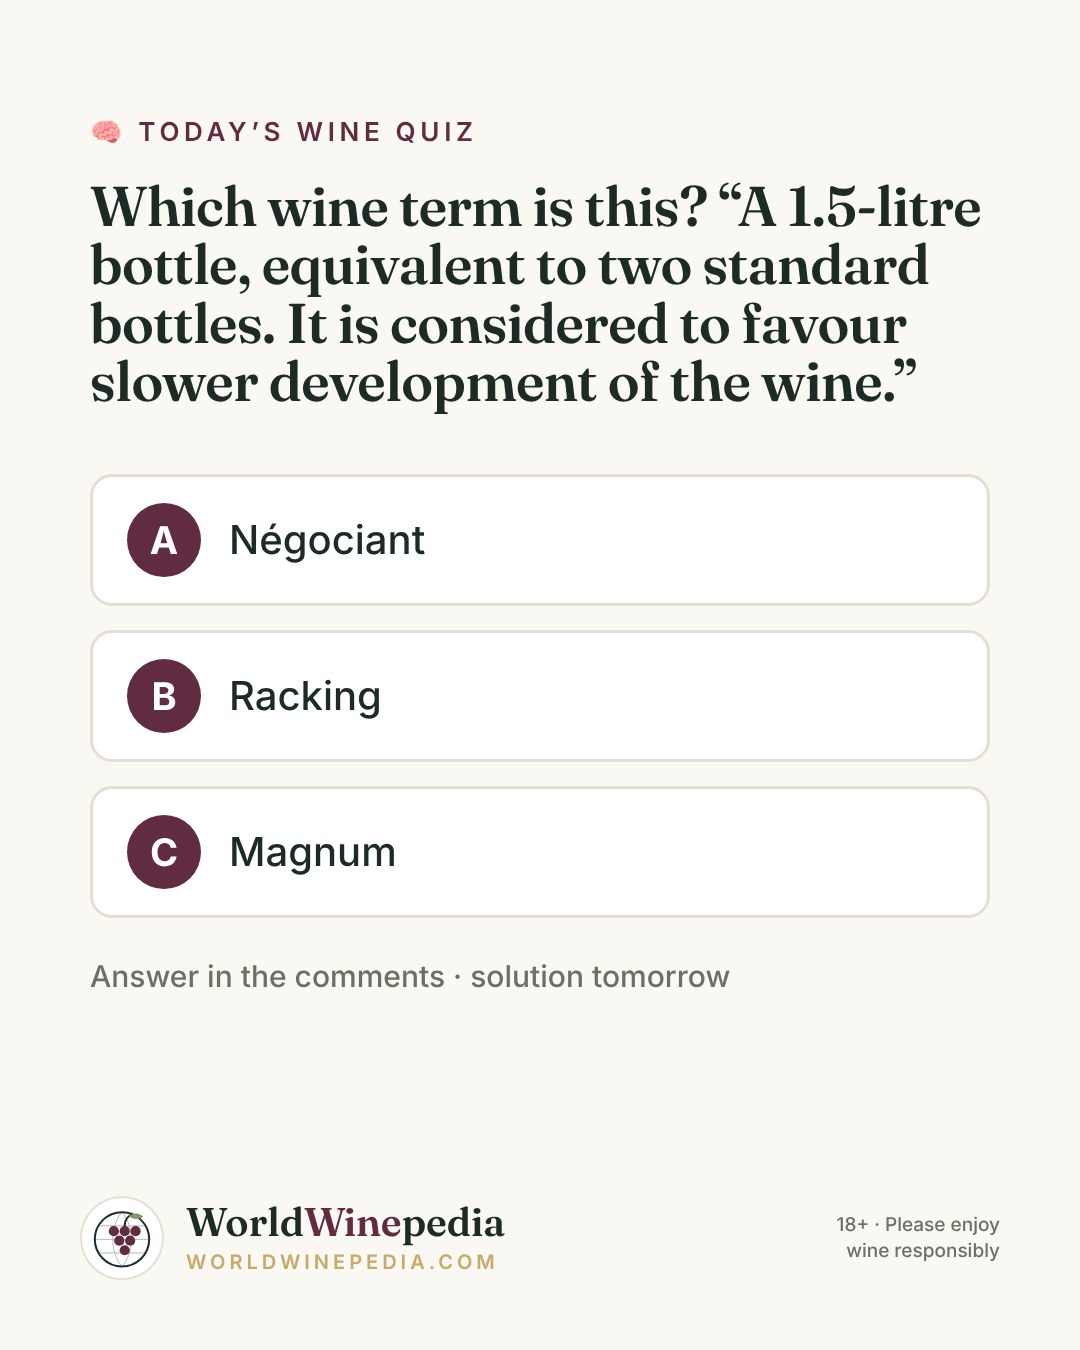 🧠 TODAY’S WINE QUIZ
Which wine term is this? “A 1.5-litre
bottle, equivalent to two standard
bottles. It is considered to favour
slower development of the wine.”
A Négociant
B Racking
C Magnum
Answer in the comments · solution tomorrow
WorldWinepedia
WORLDWINEPEDIA.COM
18+ · Please enjoy
wine responsibly